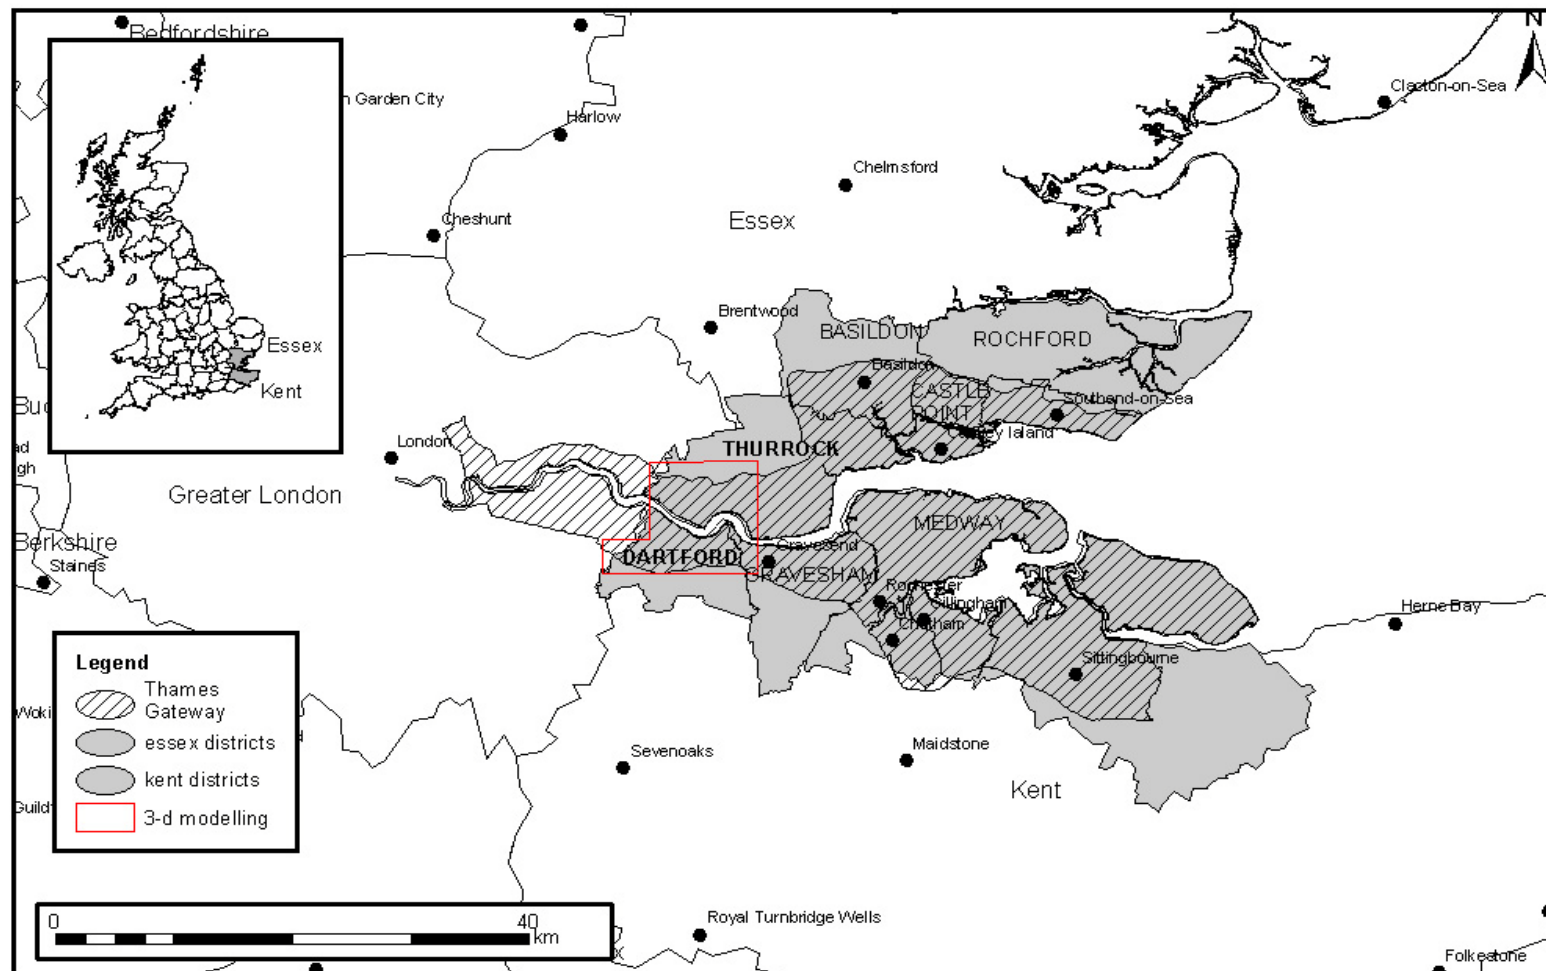 N
Bedfordshire
n Garden City
Clacton-on-Sea
Harlow
Chelmsford
Cheshunt
Essex
Brentwood
BASILDON
ROCHFORD
Essex
Kent
Basildon
CASTLE
POINT
Southend-on-Sea
London
THURROCK
Greater London
MEDWAY
Berkshire
Staines
DARTFORD
Gravesend
GRAVESHAM
Rochester
Gillingham
Chatham
Herne Bay
Sittingbourne
Legend
Thames
Gateway
essex districts
kent districts
3-d modelling
Sevenoaks
Maidstone
Kent
0
40
km
Royal Turnbridge Wells
Folkestone